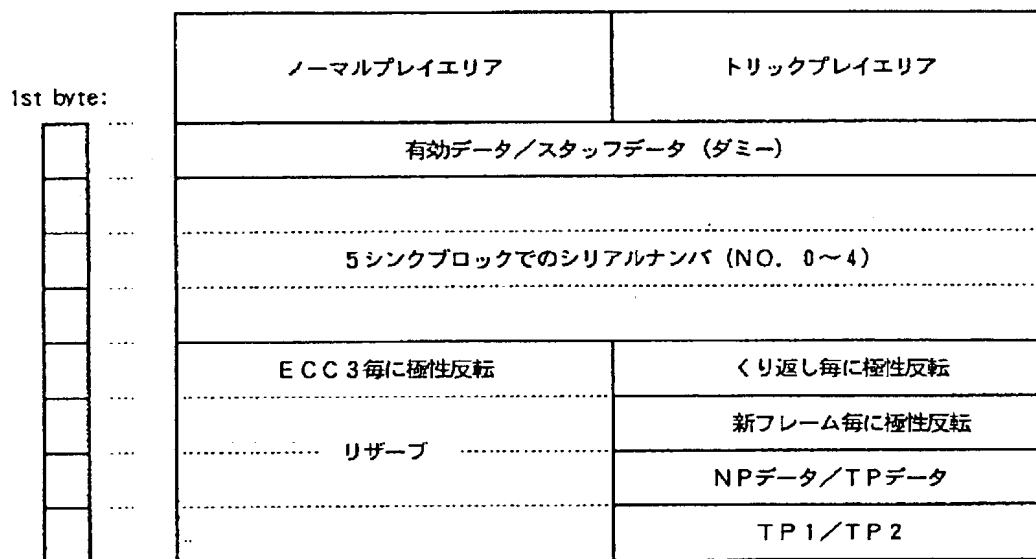 ノーマルプレイエリア
トリックプレイエリア
1st byte:
有効データ/スタッフデータ (ダミー)
5シンクブロックでのシリアルナンバ (NO. 0~4)
ECC3毎に極性反転
くり返し毎に極性反転
新フレーム毎に極性反転
リザーブ
NPデータ/TPデータ
TP1/TP2